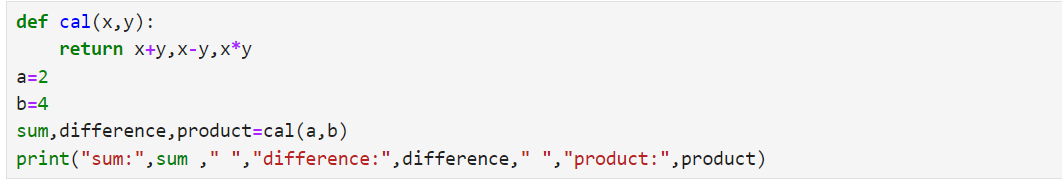 def cal(x,y):
    return x+y,x-y,x*y
a=2
b=4
sum,difference,product=cal(a,b)
print("sum:",sum ," ","difference:",difference," ","product:",product)